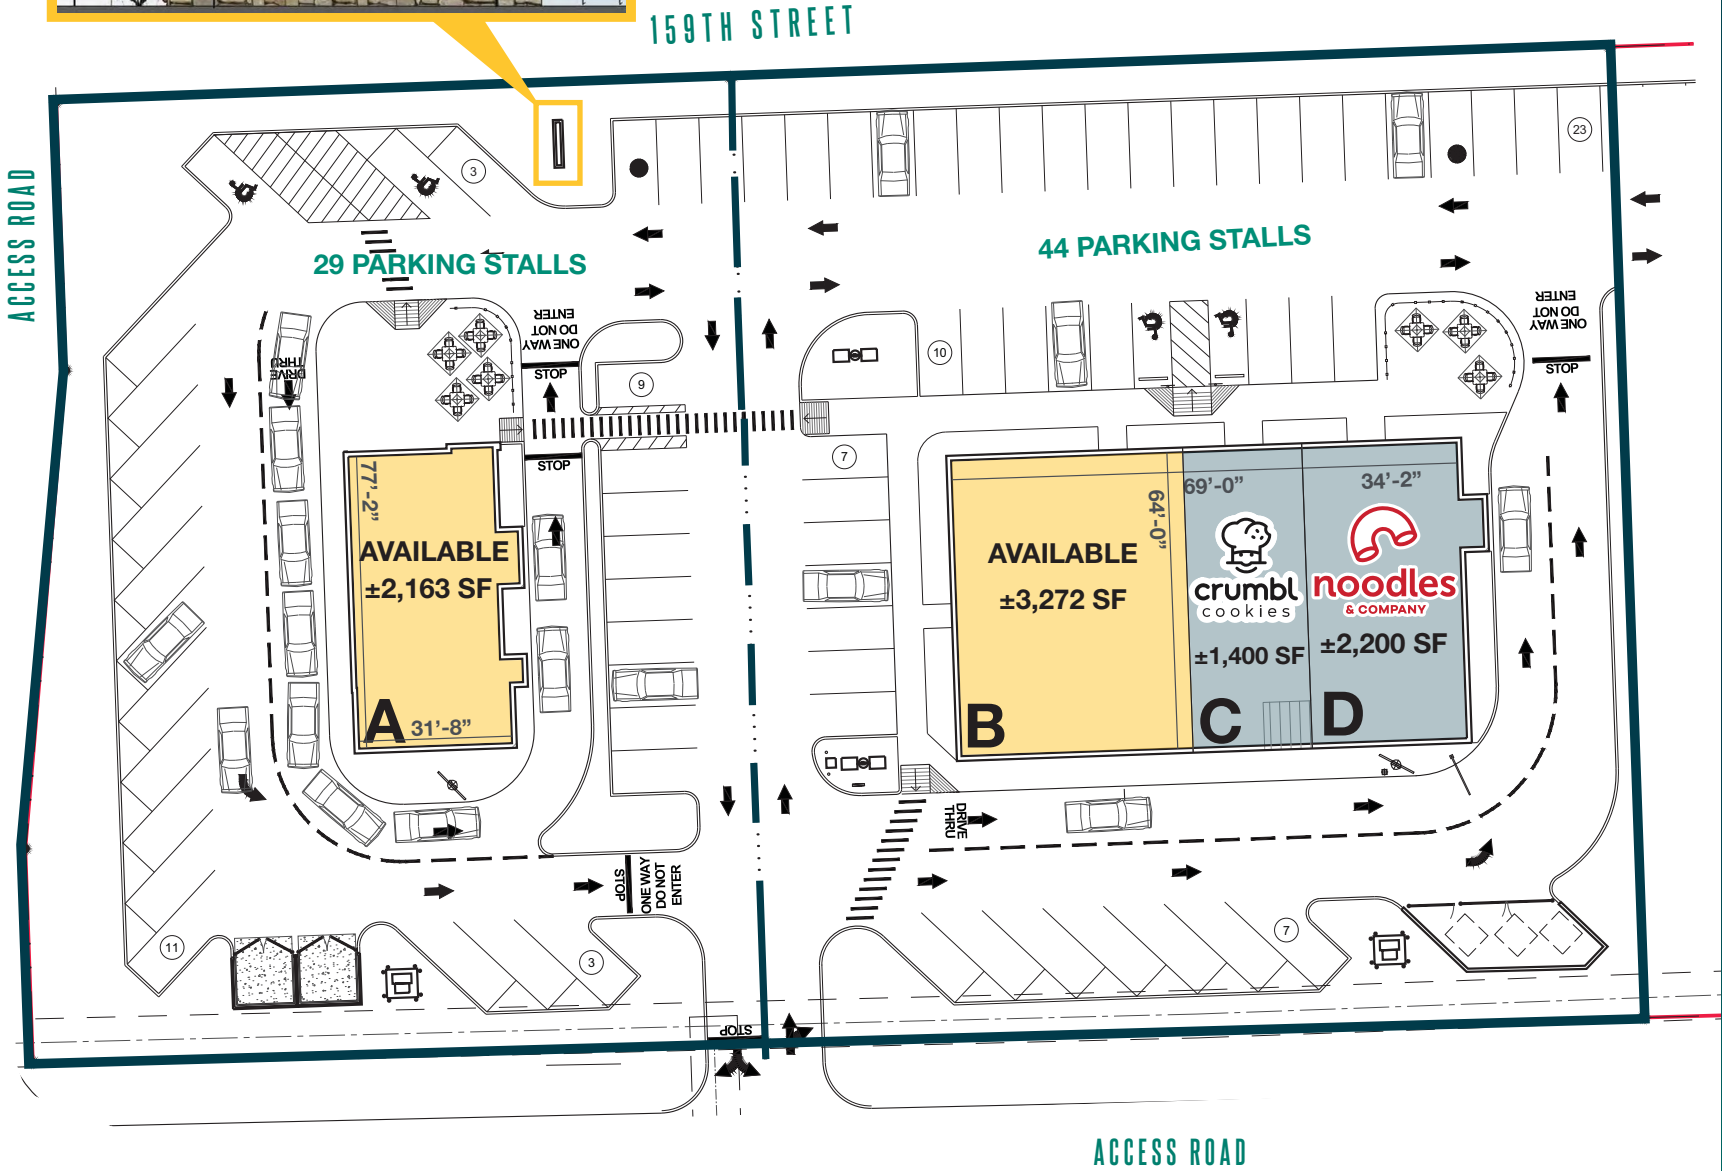 159TH STREET
ACCESS ROAD
3
23
29 PARKING STALLS
44 PARKING STALLS
DRIVE
THRU
ONE WAY
DO NOT
ENTER
STOP
9
10
ONE WAY
DO NOT
ENTER
STOP
STOP
7
77'-2”
AVAILABLE
±2,163 SF
A
31'-8”
64'-0”
AVAILABLE
±3,272 SF
B
69'-0”
crumbl
cookies
±1,400 SF
C
34'-2”
noodles
& COMPANY
±2,200 SF
D
DRIVE
THRU
STOP
ONE WAY
DO NOT
ENTER
11
3
7
STOP
ACCESS ROAD